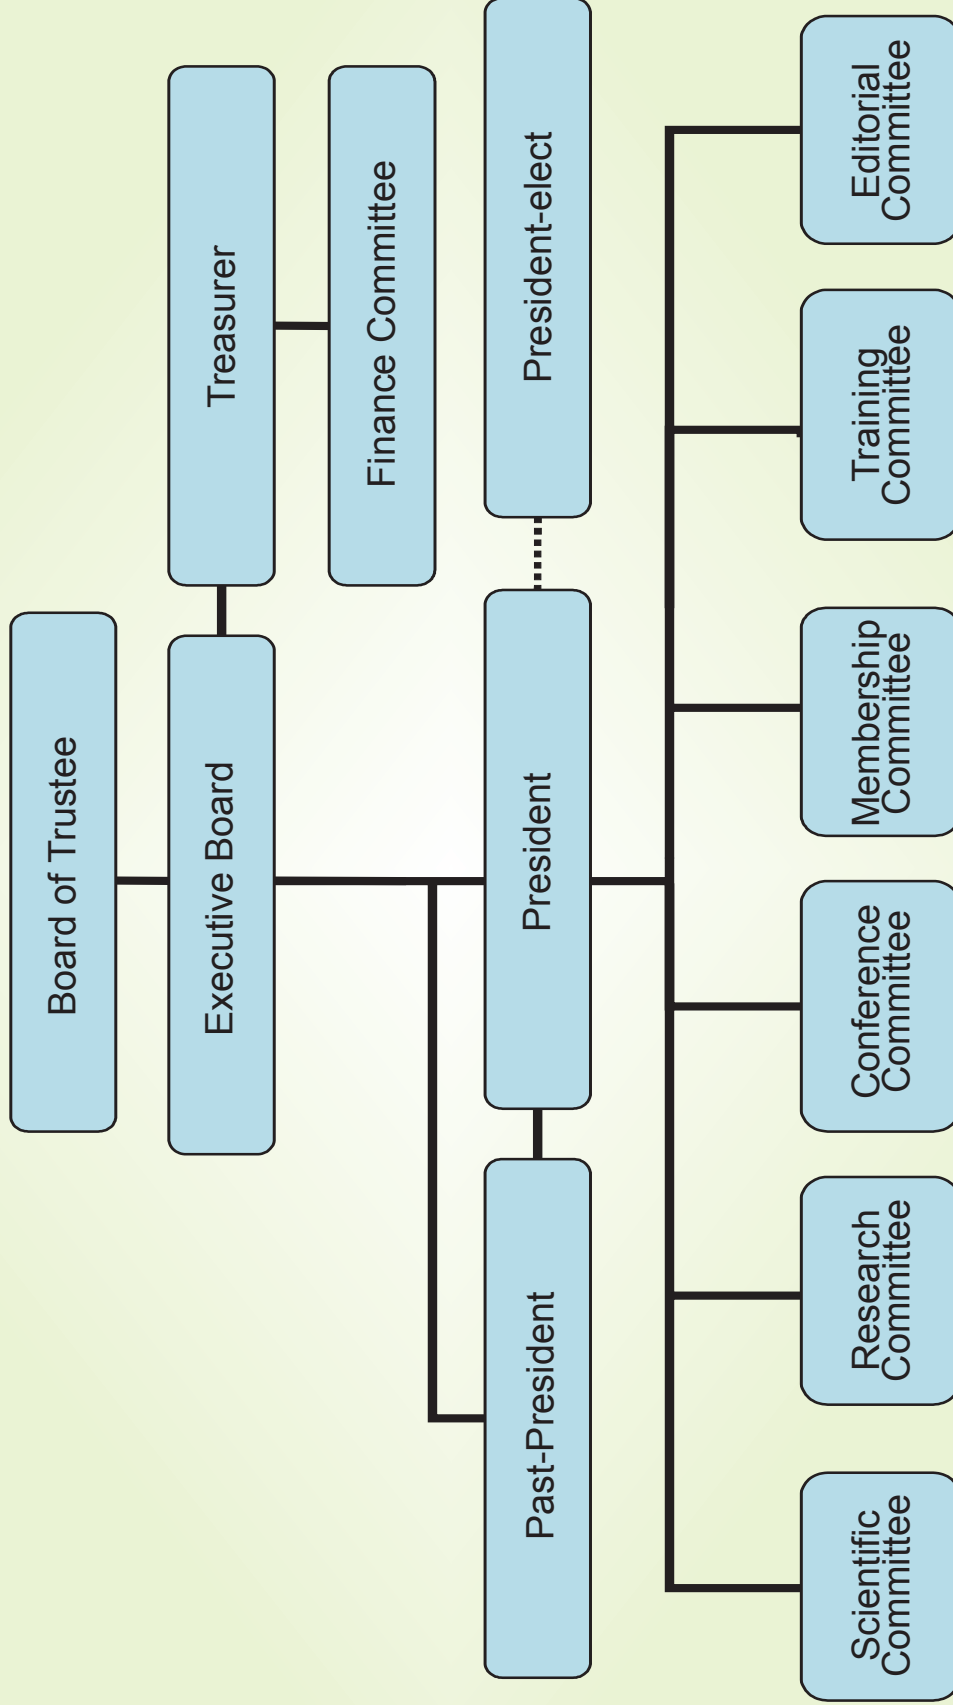 Board of Trustee
Executive Board
Treasurer
Finance Committee
Past-President
President
President-elect
Scientific
Committee
Research
Committee
Conference
Committee
Membership
Committee
Training
Committee
Editorial
Committee